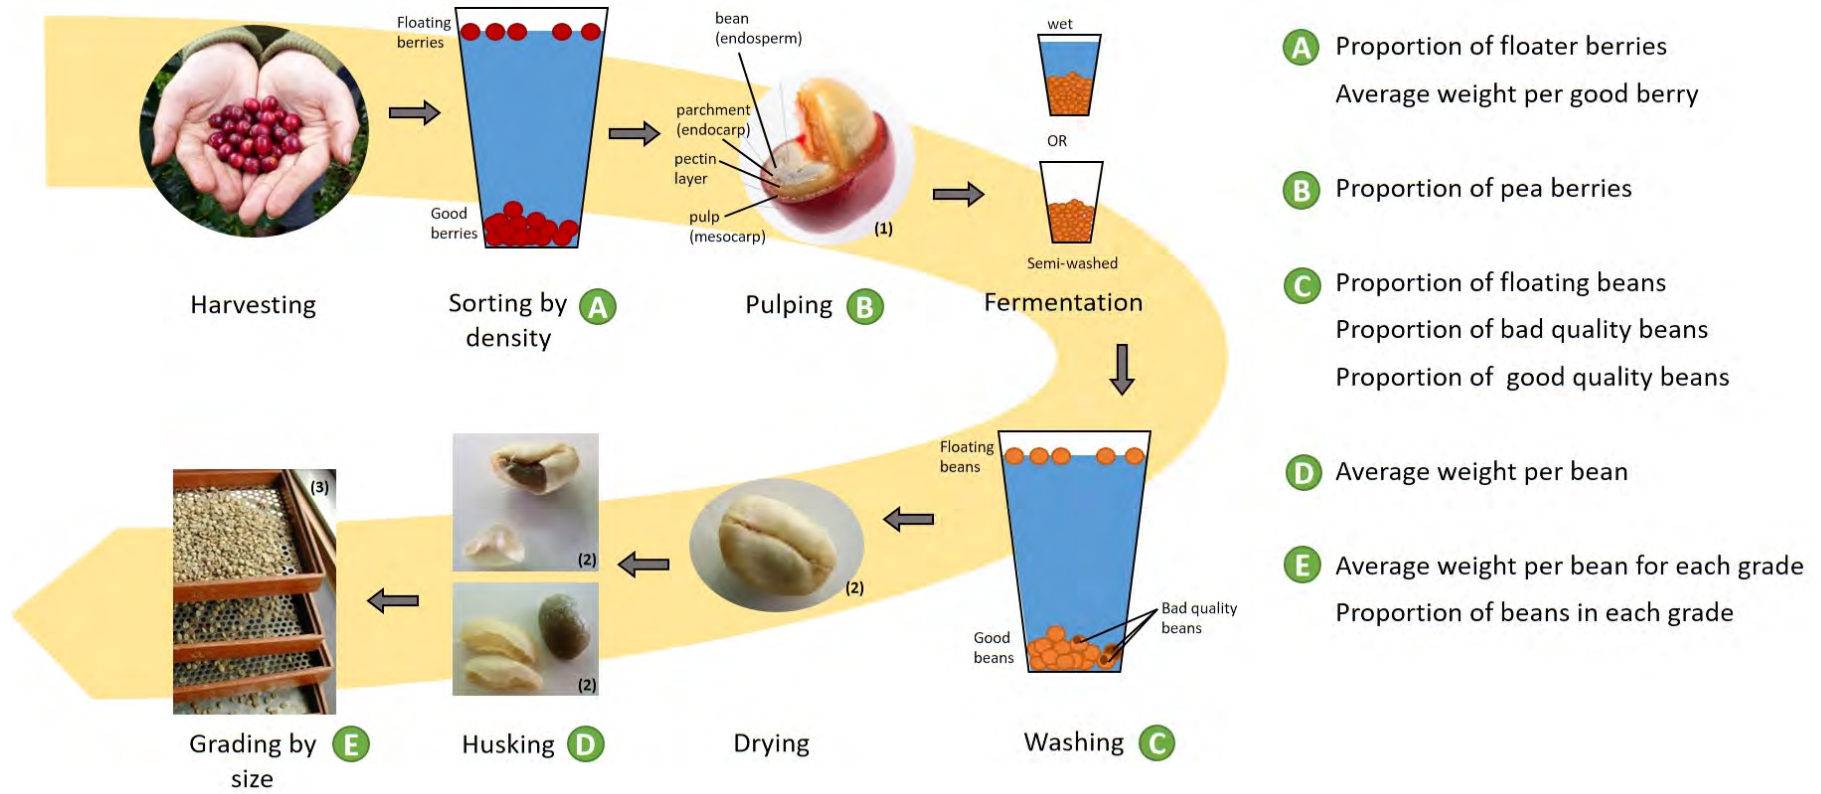 Floating
berries
Good
berries
bean
(endosperm)
parchment
(endocarp)
pectin
layer
pulp
(mesocarp)
(1)
wet
OR
Semi-washed
Harvesting
Sorting by
density
A
Pulping
B
Fermentation
Floating
beans
Good
beans
Bad quality
beans
(2)
(2)
(2)
(3)
Washing
C
Drying
Husking
D
Grading by
size
E
A Proportion of floater berries
Average weight per good berry
B Proportion of pea berries
C Proportion of floating beans
Proportion of bad quality beans
Proportion of good quality beans
D Average weight per bean
E Average weight per bean for each grade
Proportion of beans in each grade